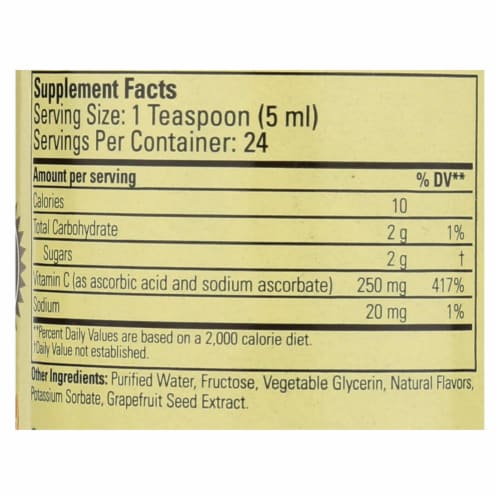 Supplement Facts
Serving Size: 1 Teaspoon (5 ml)
Servings Per Container: 24
Amount per serving % DV**
Calories 10
Total Carbohydrate 2 g 1%
Sugars 2 g †
Vitamin C (as ascorbic acid and sodium ascorbate) 250 mg 417%
Sodium 20 mg 1%
**Percent Daily Values are based on a 2,000 calorie diet.
†Daily Value not established.
Other Ingredients: Purified Water, Fructose, Vegetable Glycerin, Natural Flavors,
Potassium Sorbate, Grapefruit Seed Extract.